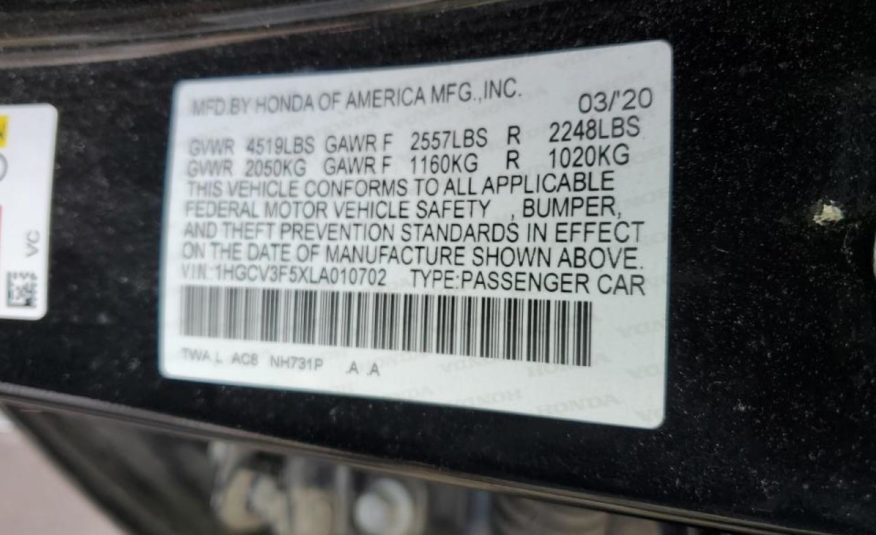 MFD.BY HONDA OF AMERICA MFG.,INC. 03/'20
GVWR 4519LBS GAWR F 2557LBS R 2248LBS
GVWR 2050KG GAWR F 1160KG R 1020KG
THIS VEHICLE CONFORMS TO ALL APPLICABLE
FEDERAL MOTOR VEHICLE SAFETY , BUMPER,
AND THEFT PREVENTION STANDARDS IN EFFECT
ON THE DATE OF MANUFACTURE SHOWN ABOVE.
VIN:1HGCV3F5XLA010702 TYPE:PASSENGER CAR
TWA L AC8 NH731P .A .A
VC